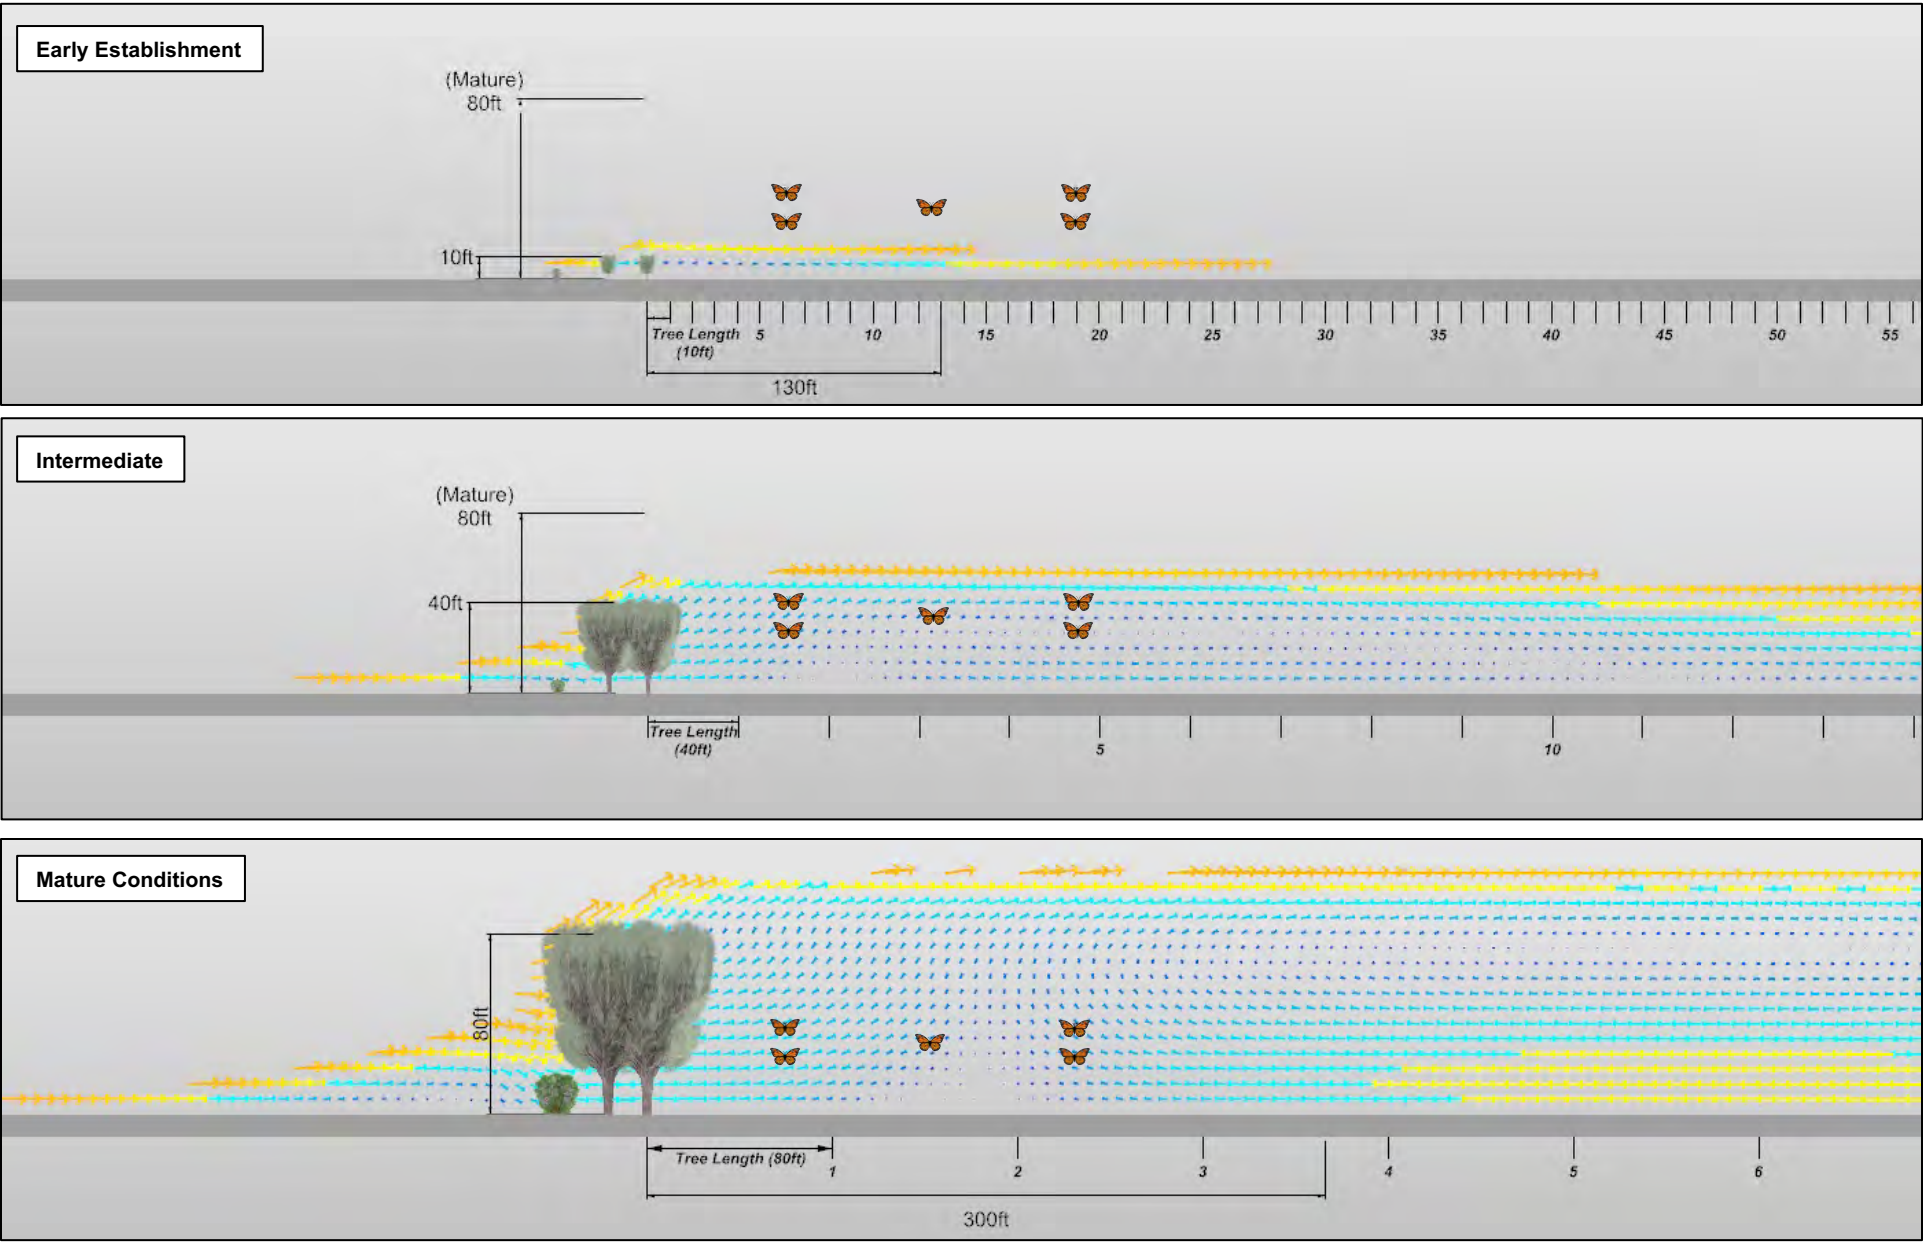 Early Establishment
(Mature)
80ft
10ft
Tree Length 5 10 15 20 25 30 35 40 45 50 55
(10ft)
130ft
Intermediate
(Mature)
80ft
40ft
Tree Length
(40ft) 5 10
Mature Conditions
80ft
Tree Length (80ft)
1 2 3 4 5 6
300ft